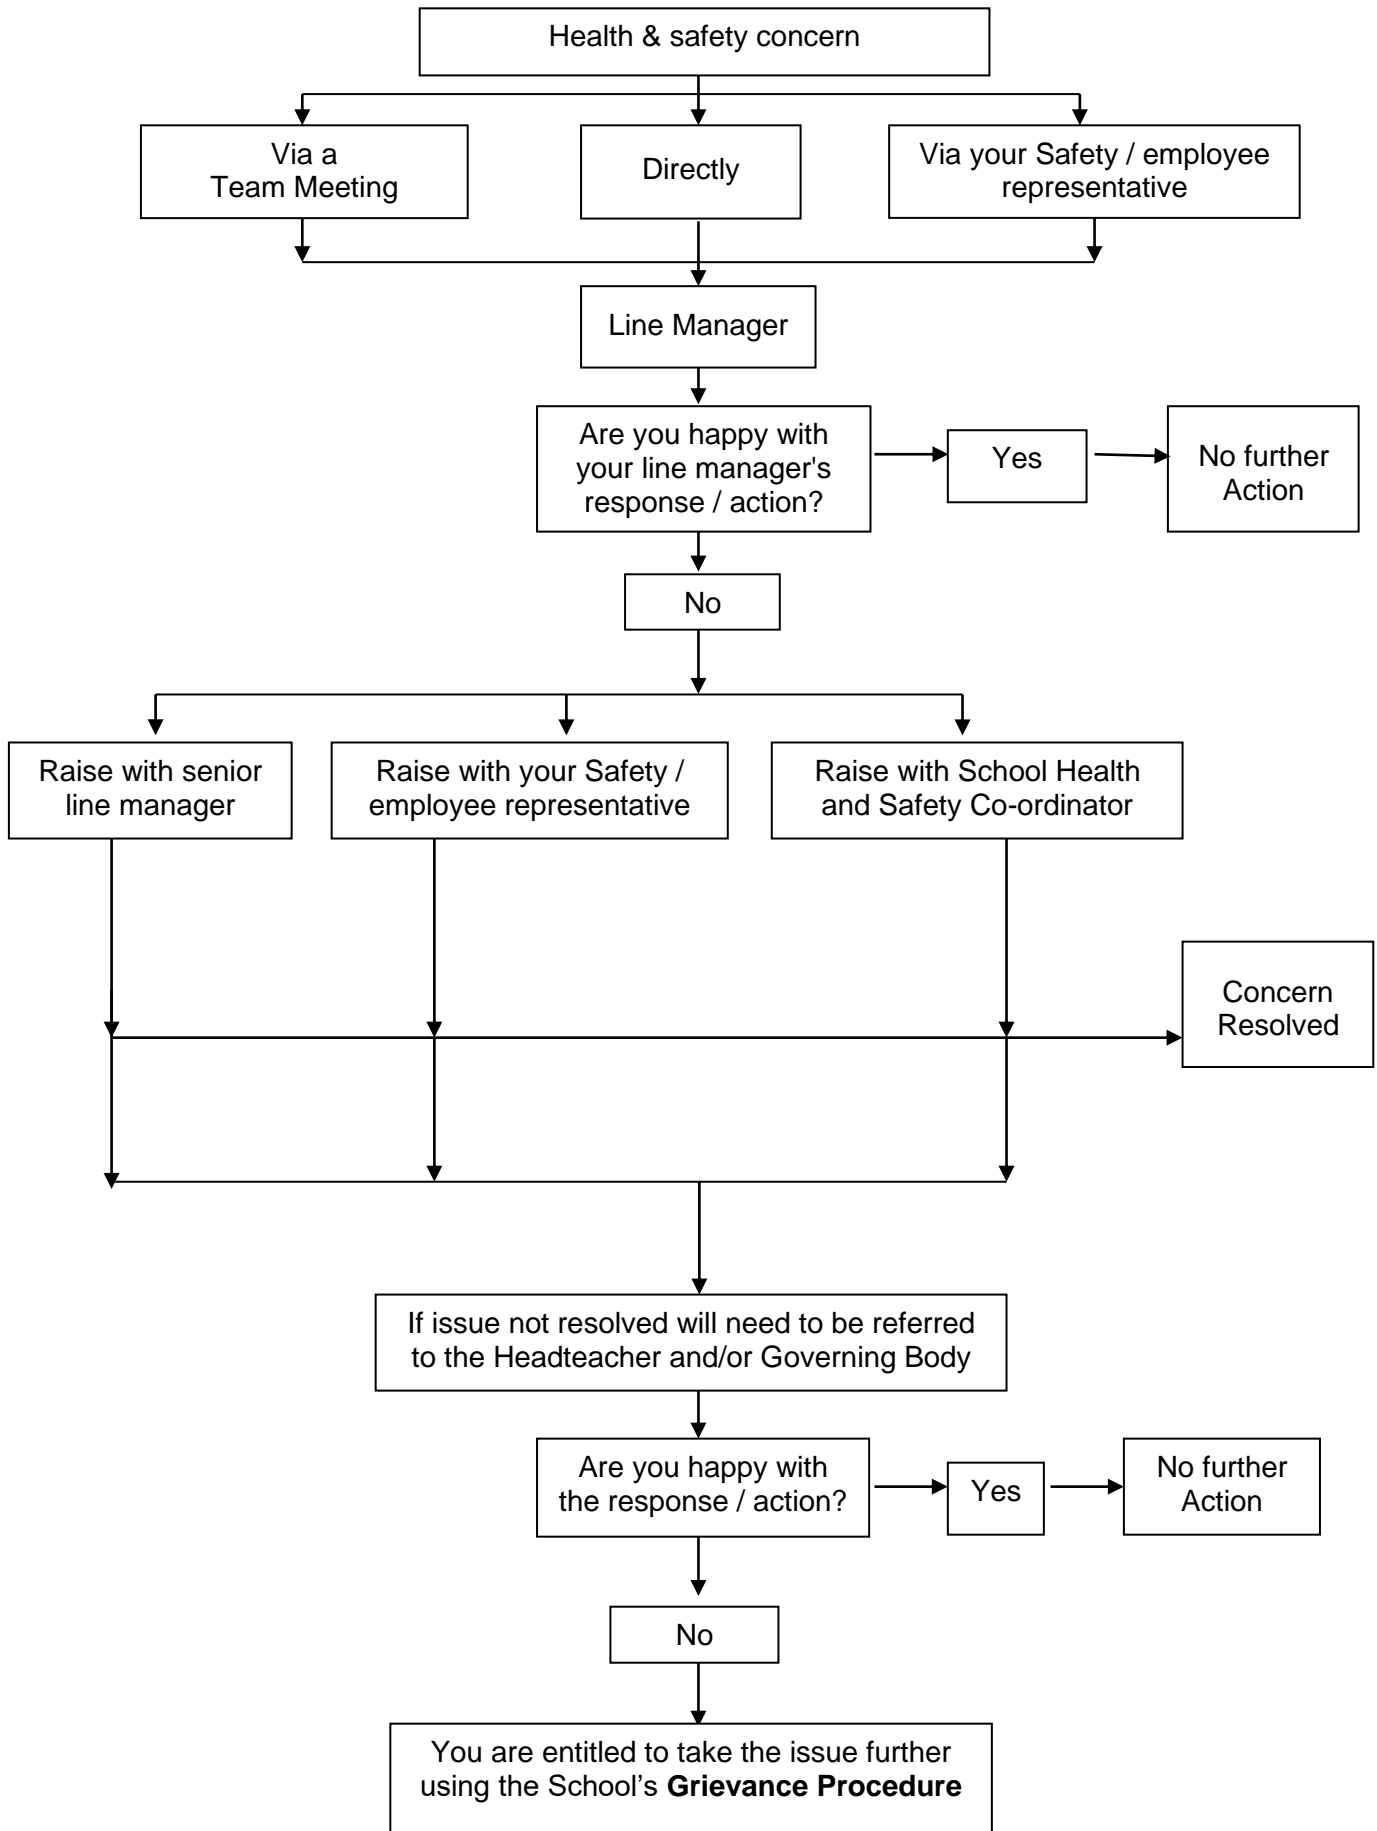 Health & safety concern
Via a
Team Meeting
Directly
Via your Safety / employee
representative
Line Manager
Are you happy with
your line manager's
response / action?
Yes
No further
Action
No
Raise with senior
line manager
Raise with your Safety /
employee representative
Raise with School Health
and Safety Co-ordinator
Concern
Resolved
If issue not resolved will need to be referred
to the Headteacher and/or Governing Body
Are you happy with
the response / action?
Yes
No further
Action
No
You are entitled to take the issue further
using the School’s Grievance Procedure